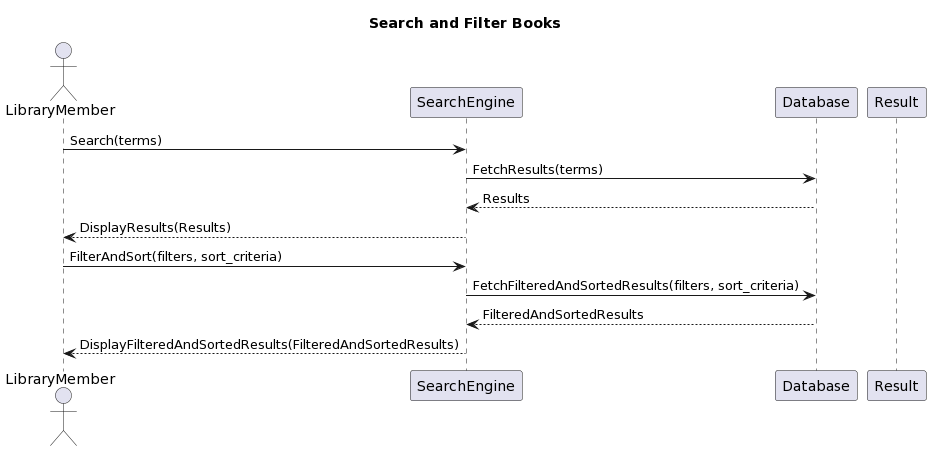 Search and Filter Books
LibraryMember
SearchEngine
Database
Result
Search(terms)
FetchResults(terms)
Results
DisplayResults(Results)
FilterAndSort(filters, sort_criteria)
FetchFilteredAndSortedResults(filters, sort_criteria)
FilteredAndSortedResults
DisplayFilteredAndSortedResults(FilteredAndSortedResults)
LibraryMember
SearchEngine
Database
Result